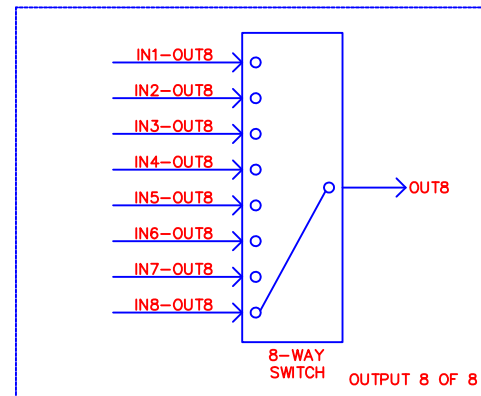 IN1-OUT8
IN2-OUT8
IN3-OUT8
IN4-OUT8
OUT8
IN5-OUT8
IN6-OUT8
IN7-OUT8
IN8-OUT8
8-WAY
SWITCH
OUTPUT 8 OF 8